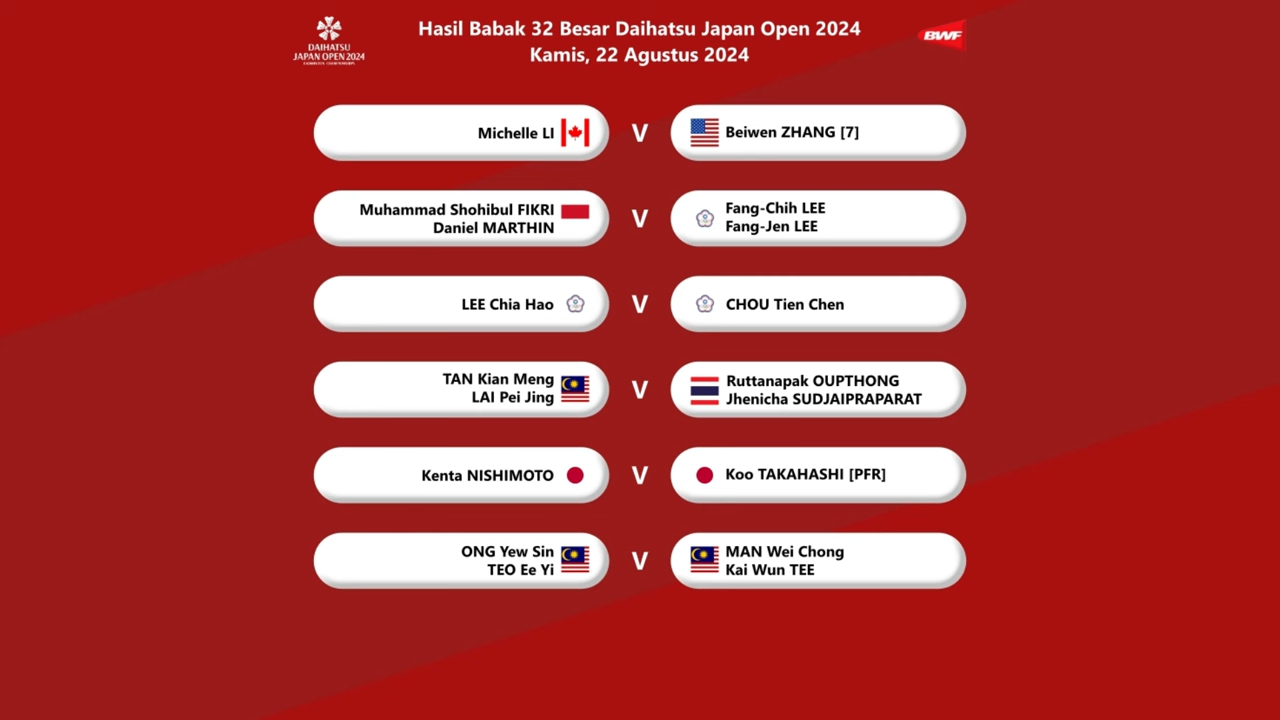 Hasil Babak 32 Besar Daihatsu Japan Open 2024
Kamis, 22 Agustus 2024
DAIHATSU
JAPAN OPEN 2024
BWF
Michelle LI
V
Beiwen ZHANG [7]
Muhammad Shohibul FIKRI
Daniel MARTHIN
V
Fang-Chih LEE
Fang-Jen LEE
LEE Chia Hao
V
CHOU Tien Chen
TAN Kian Meng
LAI Pei Jing
V
Ruttanapak OUPTHONG
Jhenicha SUDJAIPRAPARAT
Kenta NISHIMOTO
V
Koo TAKAHASHI [PFR]
ONG Yew Sin
TEO Ee Yi
V
MAN Wei Chong
Kai Wun TEE